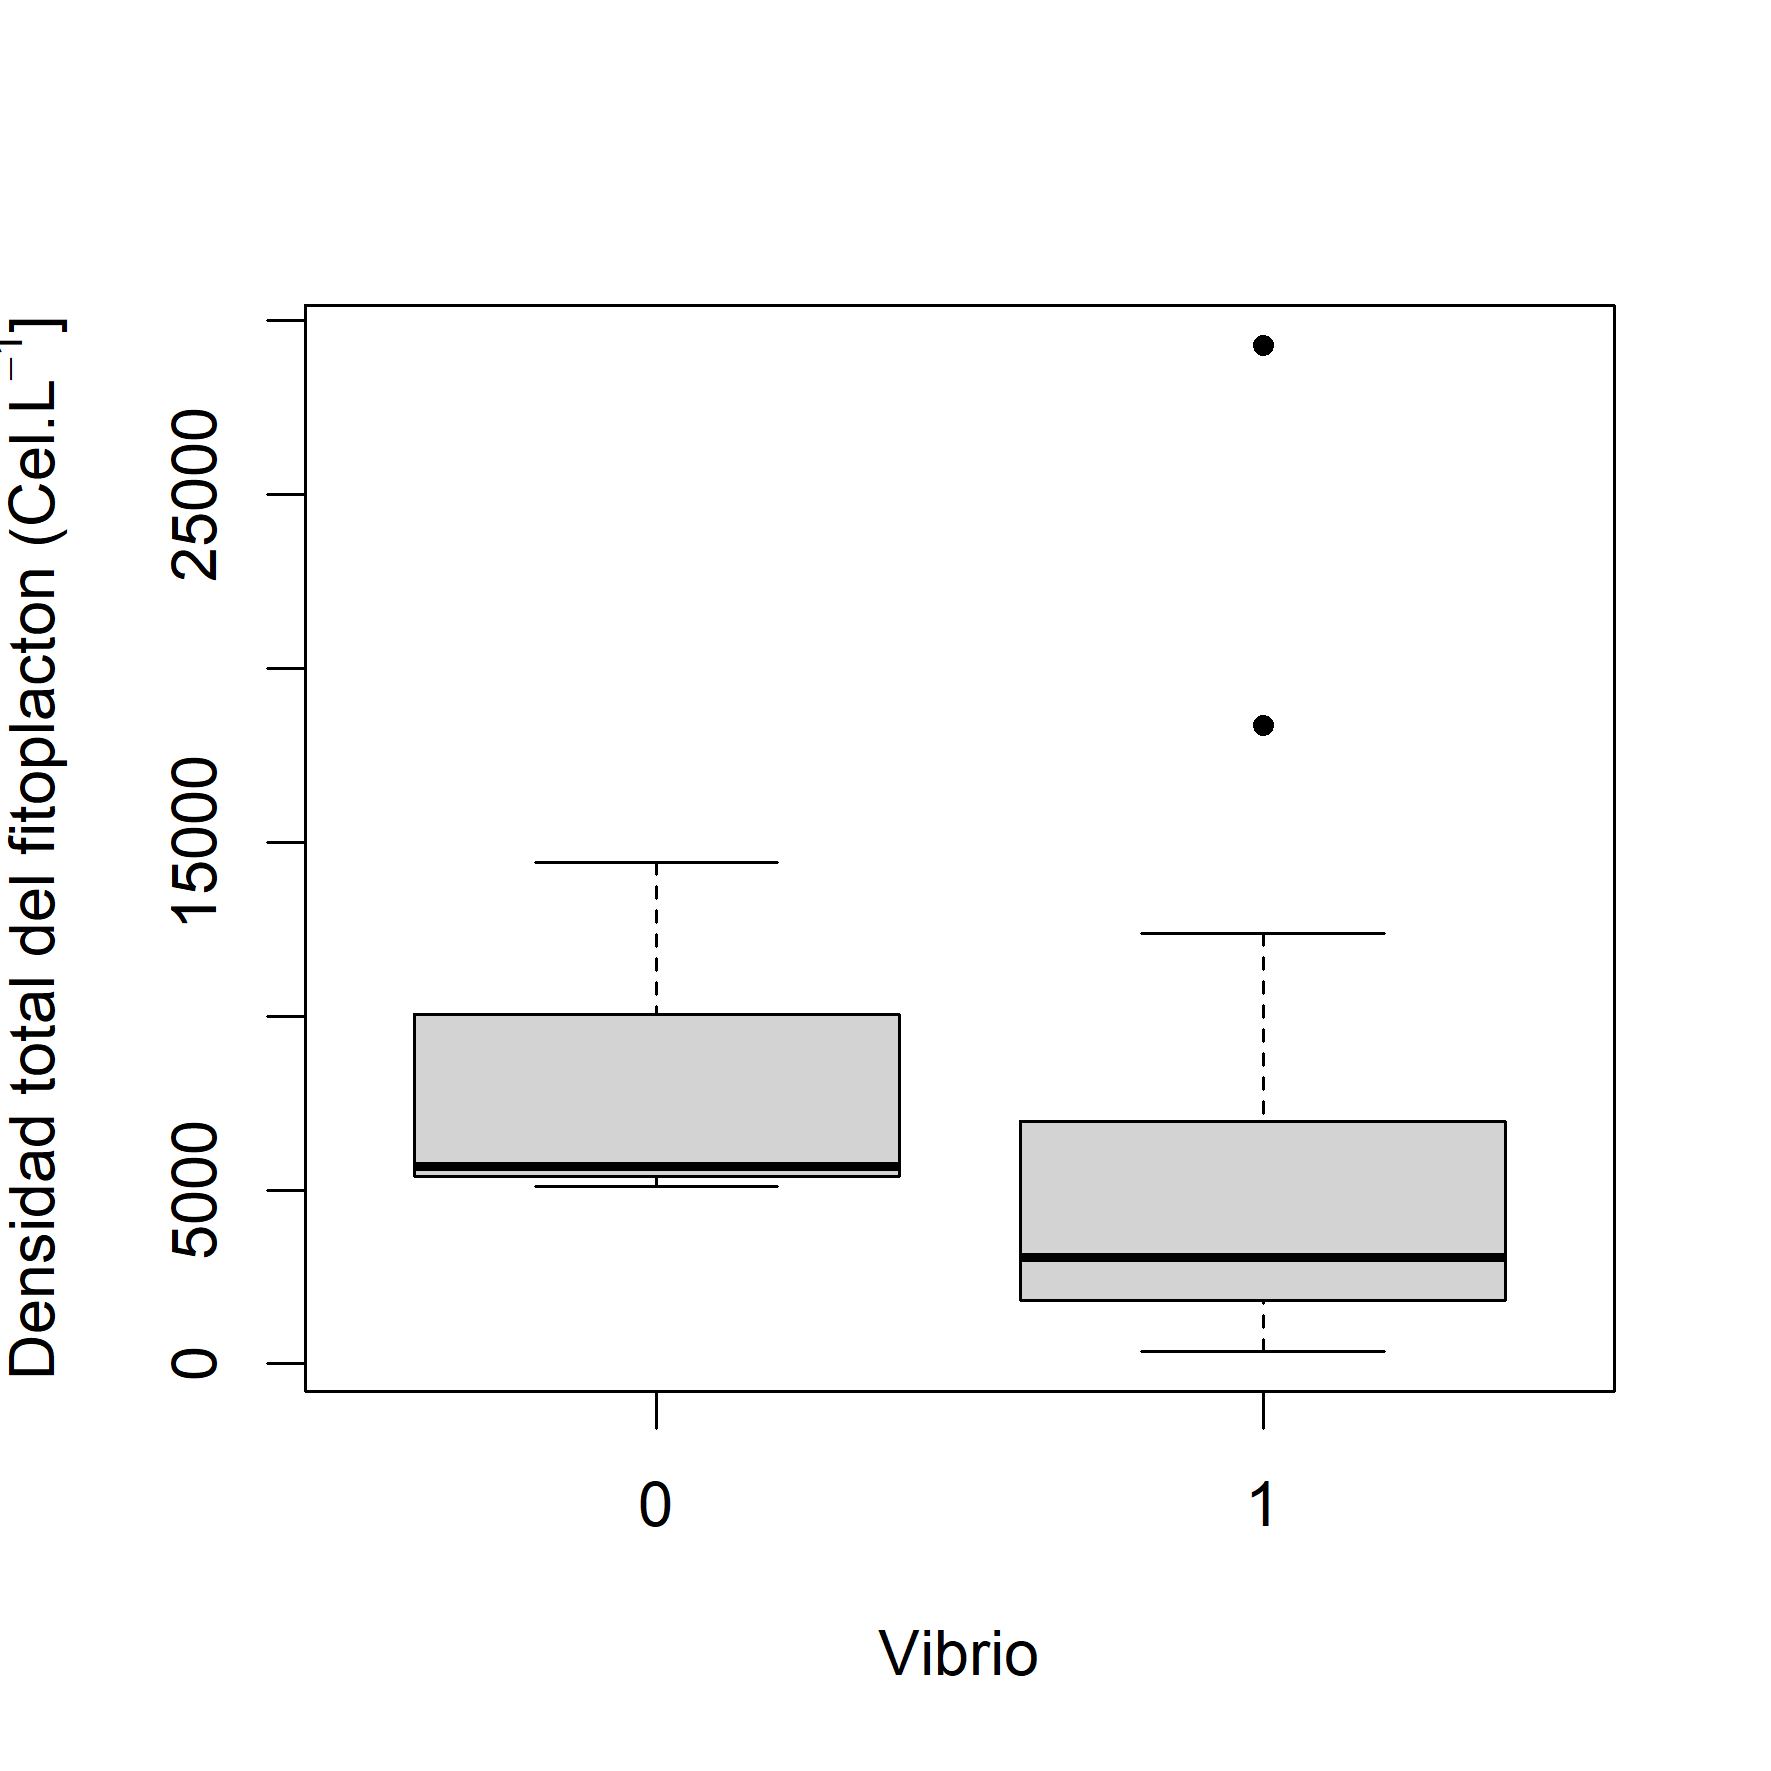 Densidad total del fitoplacton (Cel.L⁻¹]
25000
15000
5000
0
0 1
Vibrio